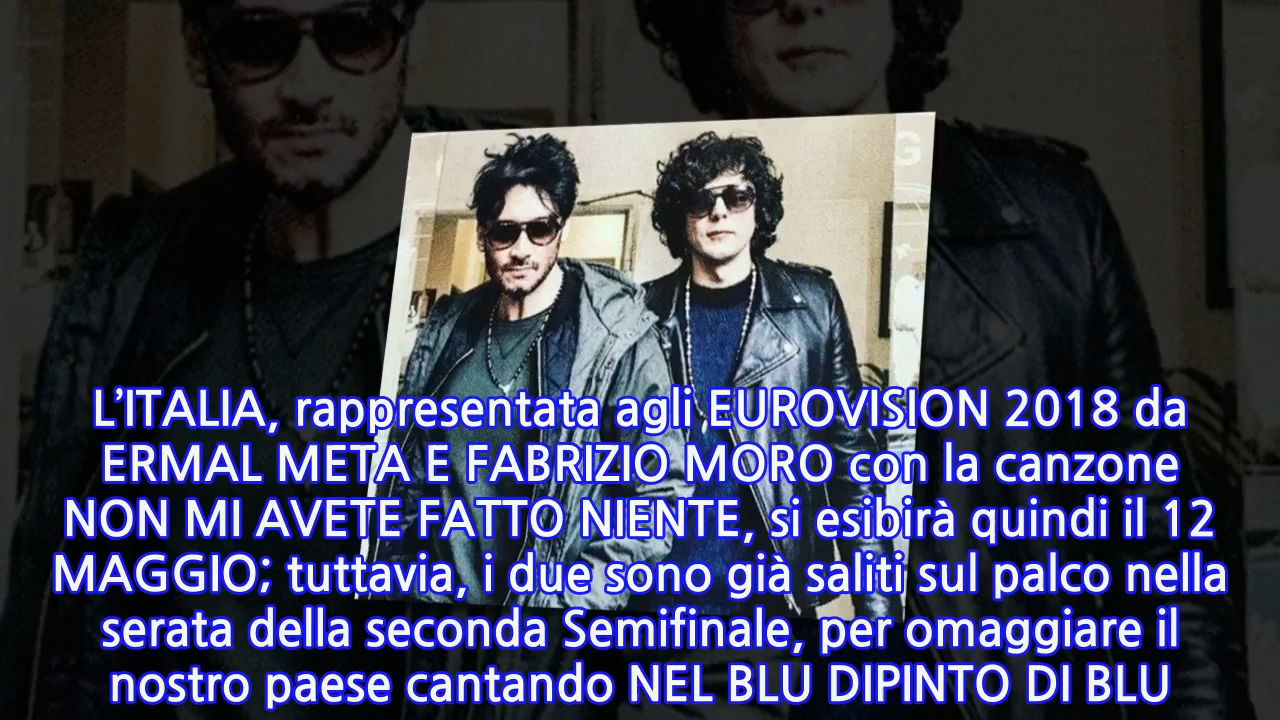 G
L’ITALIA, rappresentata agli EUROVISION 2018 da
ERMAL META E FABRIZIO MORO con la canzone
NON MI AVETE FATTO NIENTE, si esibirà quindi il 12
MAGGIO; tuttavia, i due sono già saliti sul palco nella
serata della seconda Semifinale, per omaggiare il
nostro paese cantando NEL BLU DIPINTO DI BLU